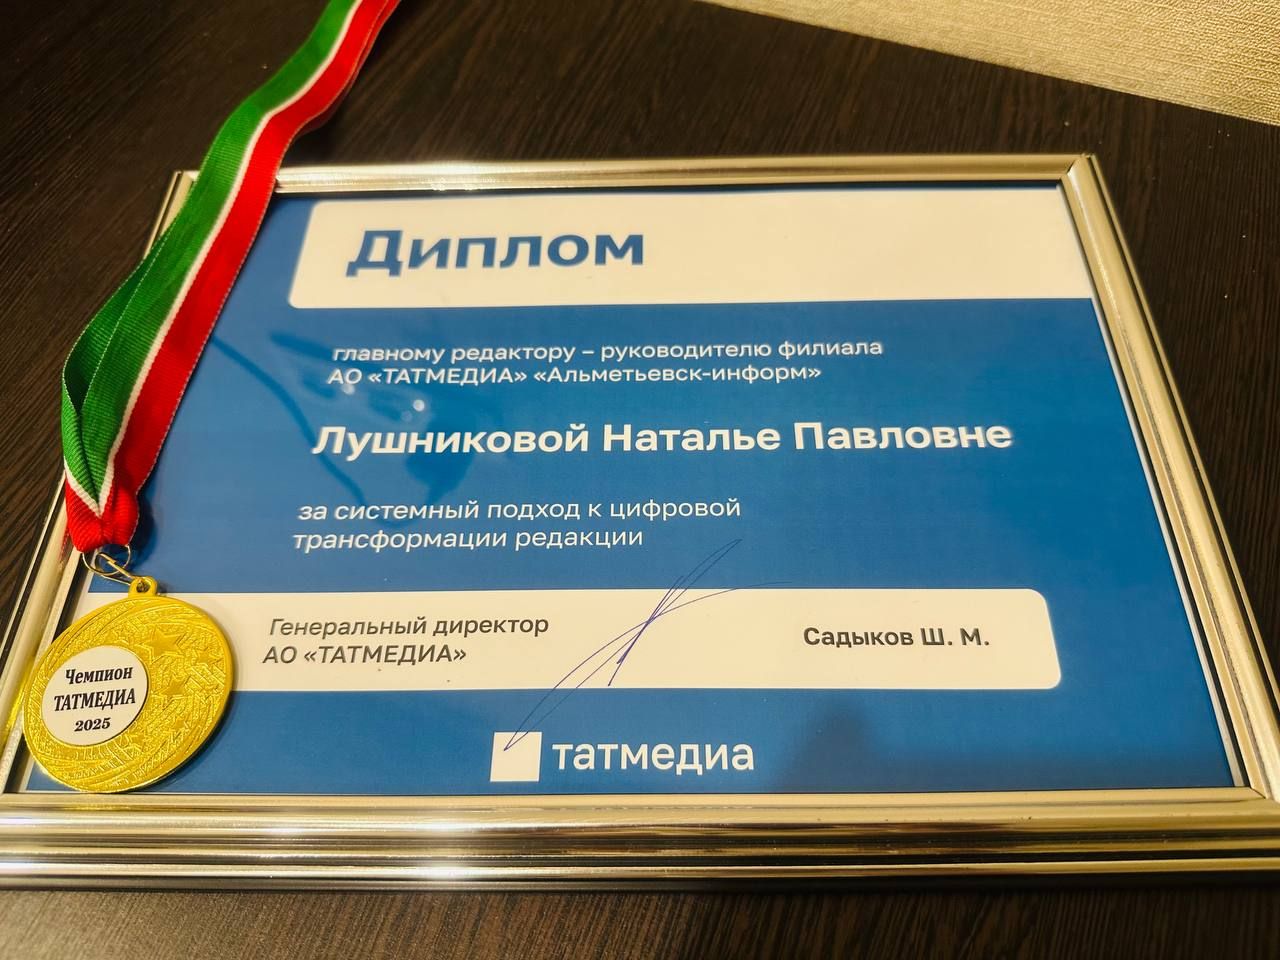 Диплом
главному редактору – руководителю филиала
АО «ТАТМЕДИА» «Альметьевск-информ»
Лушниковой Наталье Павловне
за системный подход к цифровой
трансформации редакции
Генеральный директор
АО «ТАТМЕДИА»
Садыков Ш. М.
татмедиа
Чемпион
ТАТМЕДИА
2025